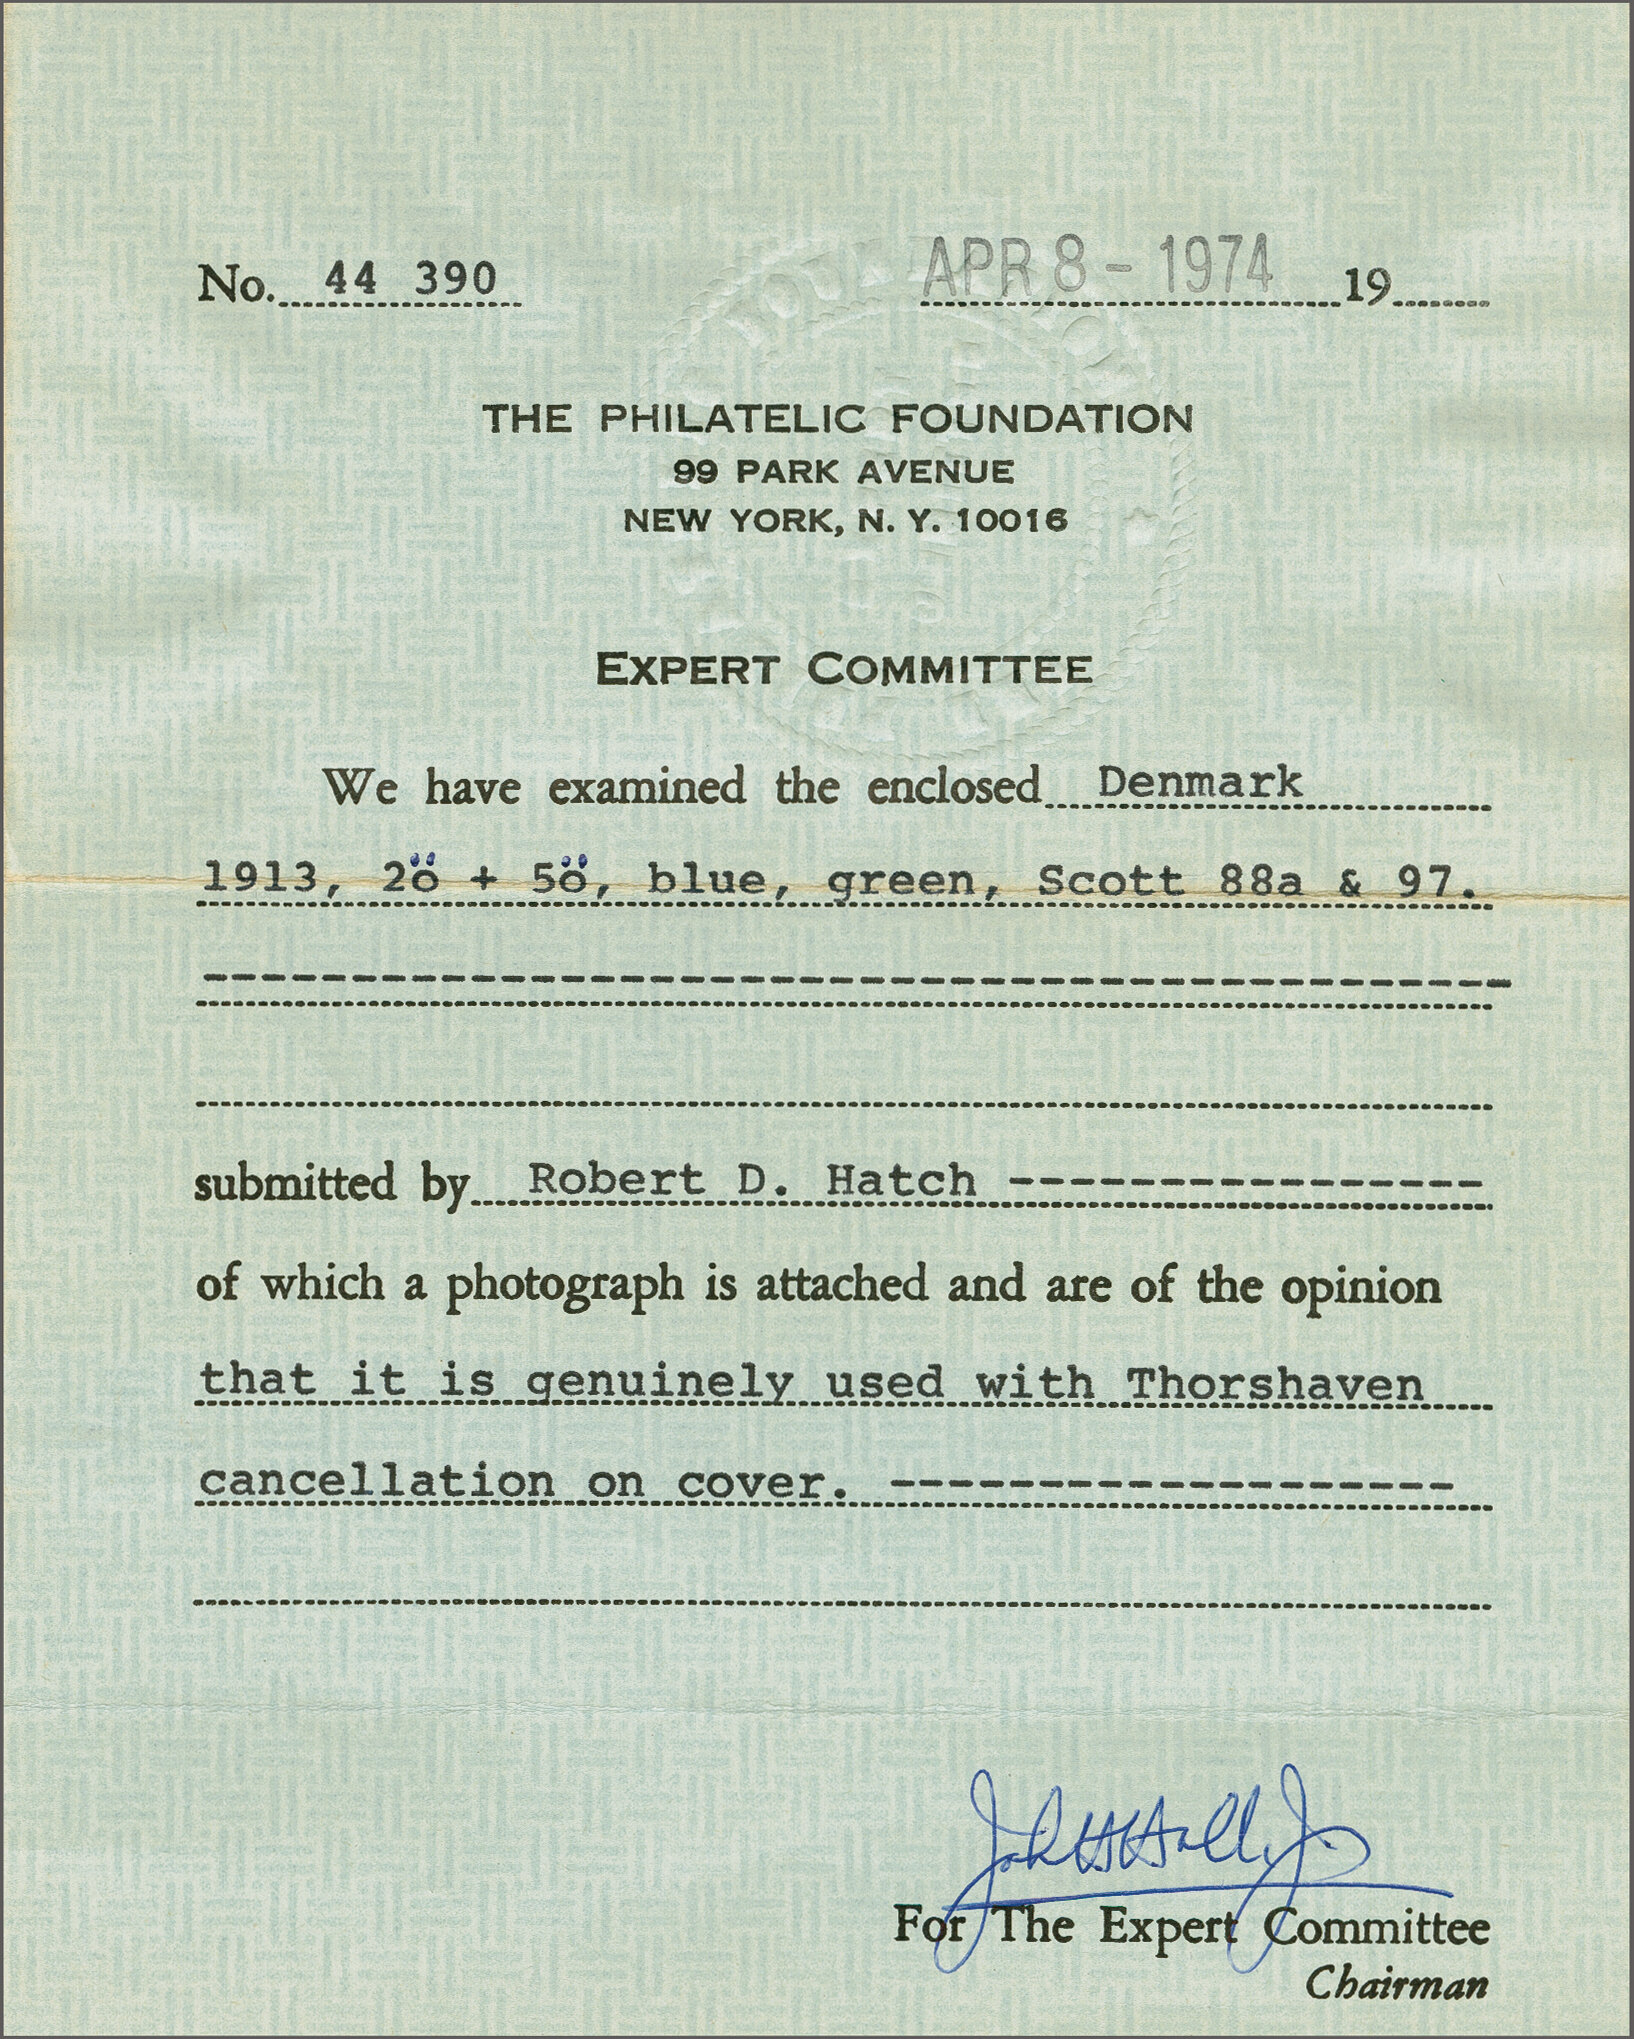 No. 44 390 APR 8 - 1974 19
THE PHILATELIC FOUNDATION
99 PARK AVENUE
NEW YORK, N. Y. 10016
EXPERT COMMITTEE
We have examined the enclosed Denmark
1913, 2ö + 5ö, blue, green, Scott 88a & 97.
submitted by Robert D. Hatch
of which a photograph is attached and are of the opinion
that it is genuinely used with Thorshaven
cancellation on cover.
John H Hall, Jr
For The Expert Committee
Chairman